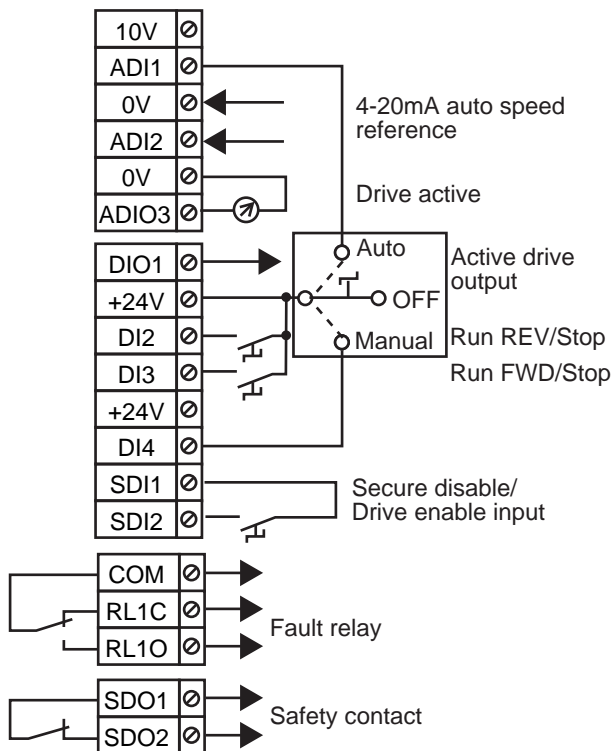 10V
ADI1
0V
4-20mA auto speed
reference
ADI2
0V
Drive active
ADIO3
Auto
Active drive
output
DIO1
+24V
OFF
DI2
Manual
Run REV/Stop
DI3
Run FWD/Stop
+24V
DI4
SDI1
Secure disable/
Drive enable input
SDI2
COM
RL1C
Fault relay
RL1O
SDO1
Safety contact
SDO2